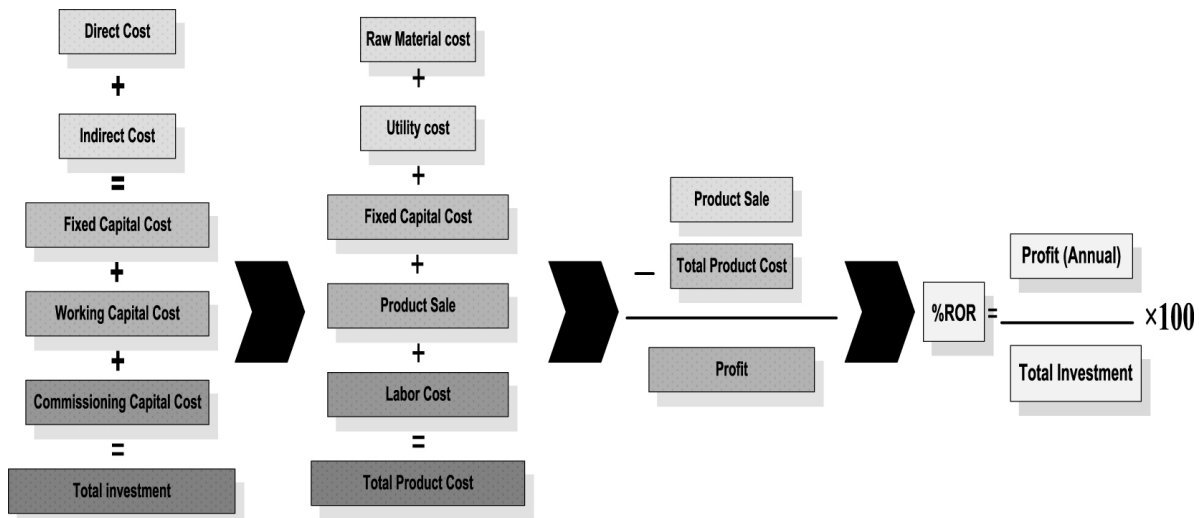 Direct Cost
+
Indirect Cost
=
Fixed Capital Cost
+
Working Capital Cost
+
Commissioning Capital Cost
=
Total investment
Raw Material cost
+
Utility cost
+
Fixed Capital Cost
+
Product Sale
+
Labor Cost
=
Total Product Cost
Product Sale
–
Total Product Cost
Profit
%ROR
=
Profit (Annual)
Total Investment
×100